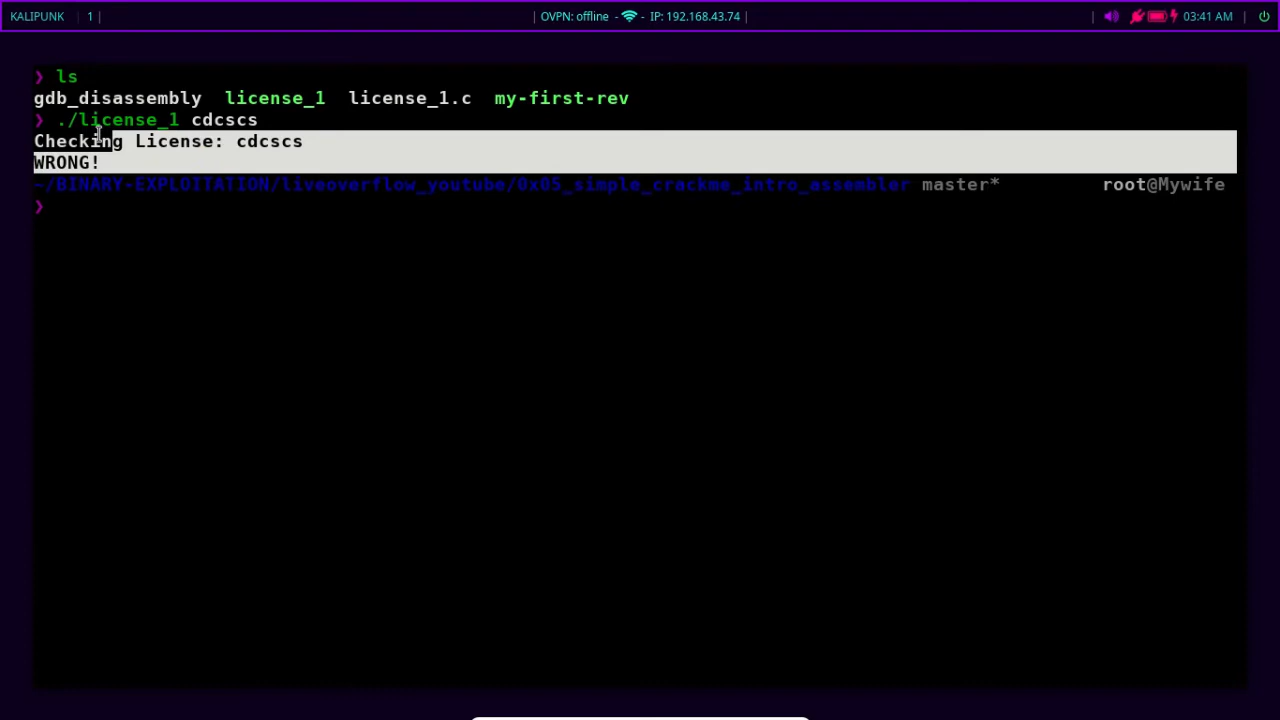 KALIPUNK | 1 | | OVPN: offline - - IP: 192.168.43.74 | | 03:41 AM |
❯ ls
gdb_disassembly license_1 license_1.c my-first-rev
❯ ./license_1 cdcscs
Checking License: cdcscs
WRONG!
~/BINARY-EXPLOITATION/liveoverflow_youtube/0x05_simple_crackme_intro_assembler master* root@Mywife
❯